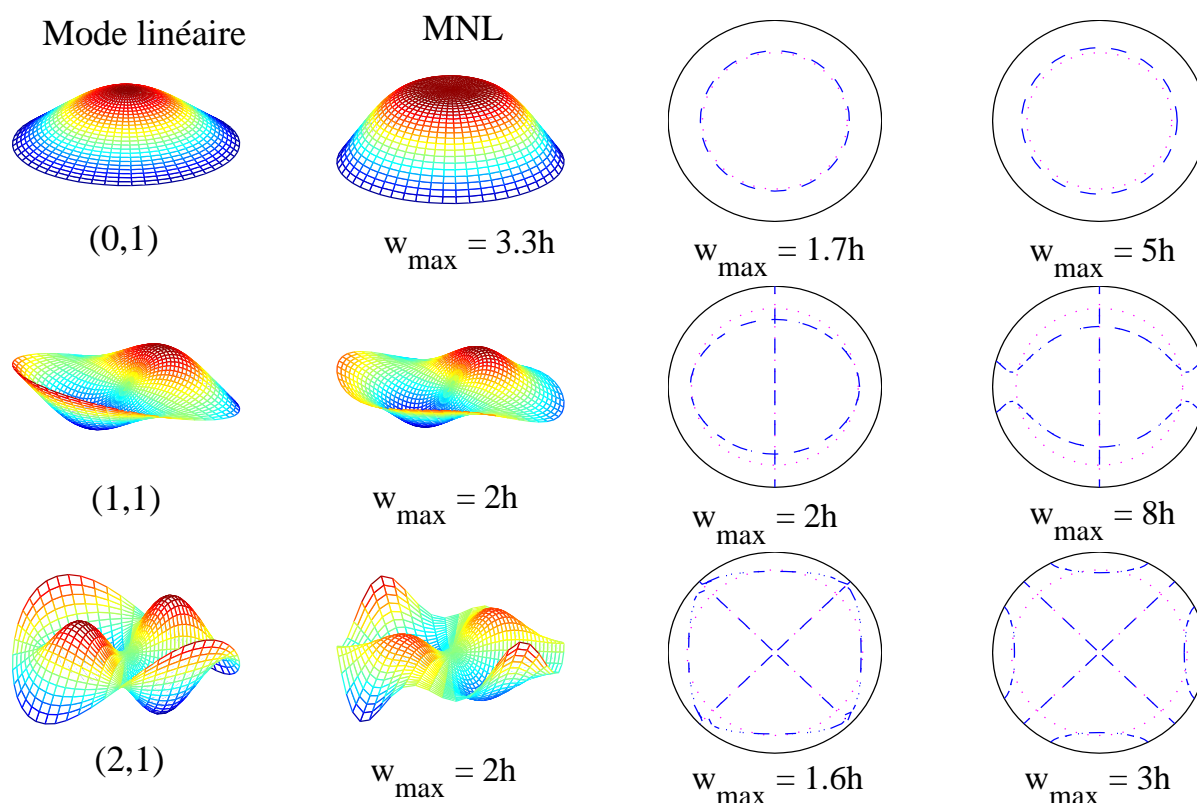 Mode linéaire
MNL
(0,1)
w_max = 3.3h
w_max = 1.7h
w_max = 5h
(1,1)
w_max = 2h
w_max = 2h
w_max = 8h
(2,1)
w_max = 2h
w_max = 1.6h
w_max = 3h